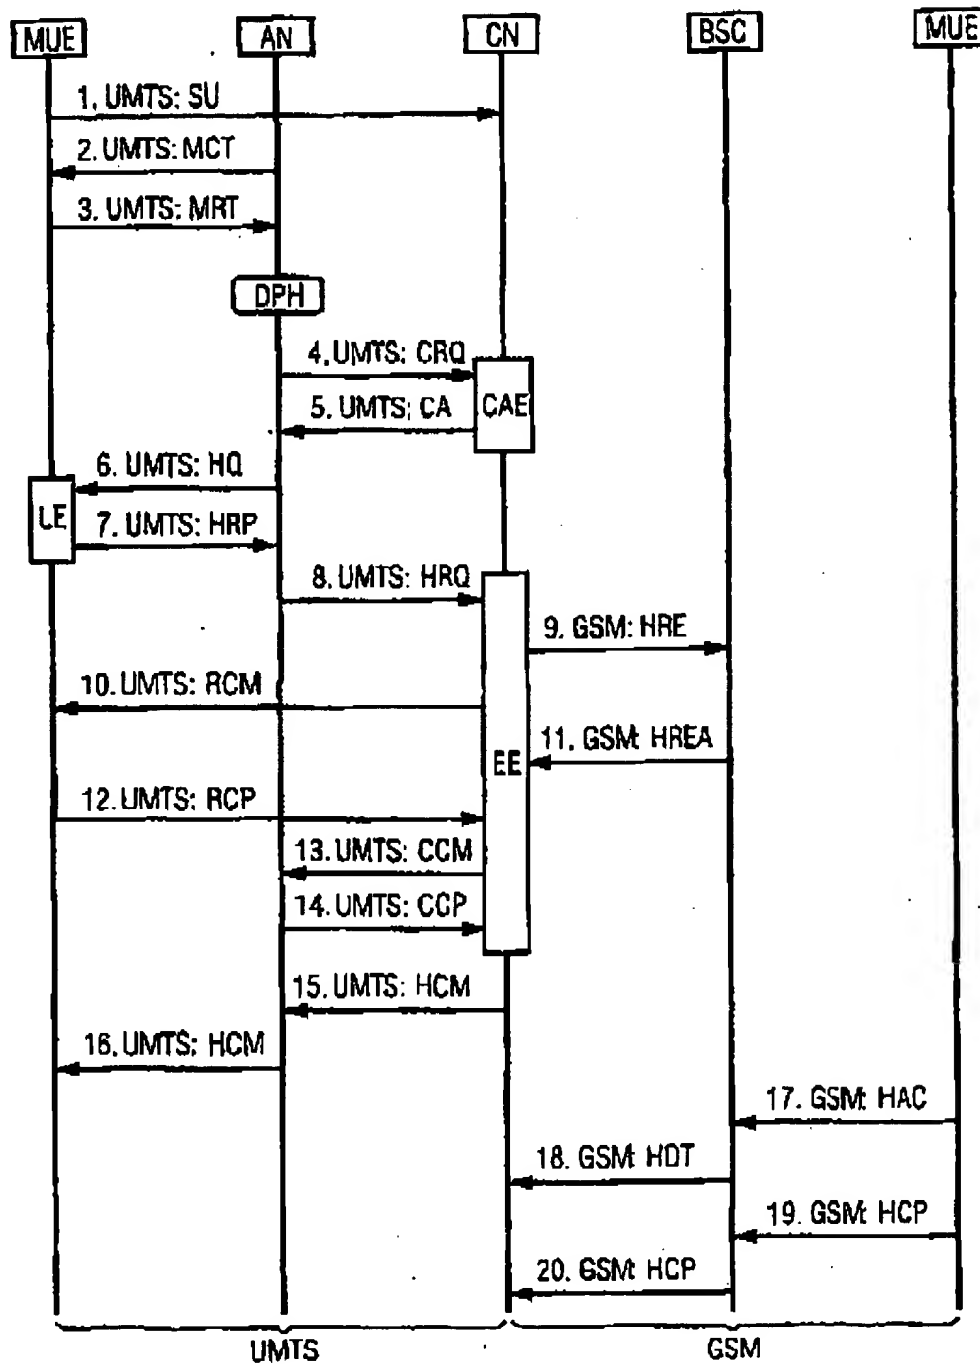 MUE AN CN BSC MUE
1. UMTS: SU
2. UMTS: MCT
3. UMTS: MRT
DPH
4. UMTS: CRQ
5. UMTS: CA
CAE
6. UMTS: HQ
LE
7. UMTS: HRP
8. UMTS: HRQ
9. GSM: HRE
10. UMTS: RCM
11. GSM: HREA
EE
12. UMTS: RCP
13. UMTS: CCM
14. UMTS: CCP
15. UMTS: HCM
16. UMTS: HCM
17. GSM: HAC
18. GSM: HDT
19. GSM: HCP
20. GSM: HCP
UMTS GSM